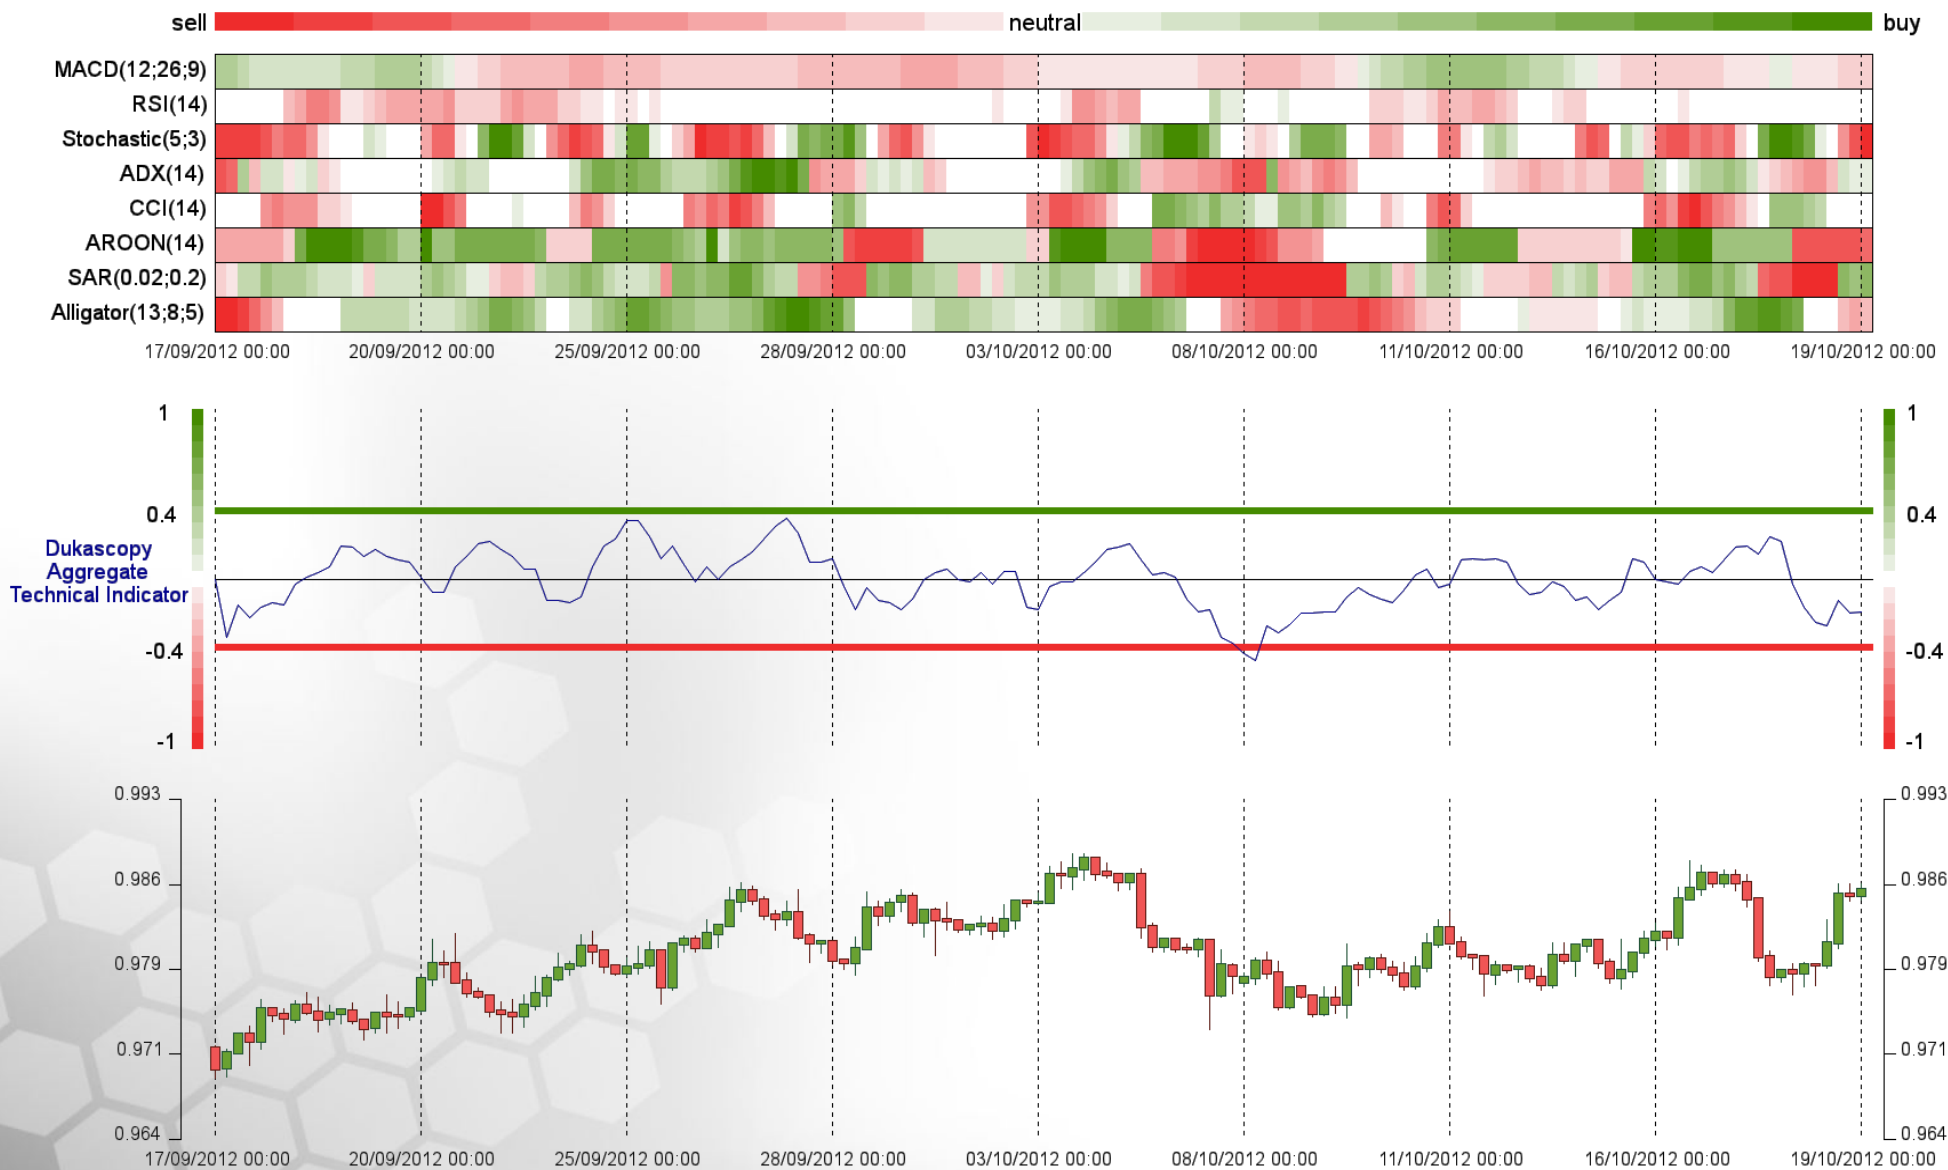 sell neutral buy
MACD(12;26;9)
RSI(14)
Stochastic(5;3)
ADX(14)
CCI(14)
AROON(14)
SAR(0.02;0.2)
Alligator(13;8;5)
17/09/2012 00:00 20/09/2012 00:00 25/09/2012 00:00 28/09/2012 00:00 03/10/2012 00:00 08/10/2012 00:00 11/10/2012 00:00 16/10/2012 00:00 19/10/2012 00:00
1 1
0.4 0.4
Dukascopy
Aggregate
Technical Indicator
-0.4 -0.4
-1 -1
0.993 0.993
0.986 0.986
0.979 0.979
0.971 0.971
0.964 0.964
17/09/2012 00:00 20/09/2012 00:00 25/09/2012 00:00 28/09/2012 00:00 03/10/2012 00:00 08/10/2012 00:00 11/10/2012 00:00 16/10/2012 00:00 19/10/2012 00:00